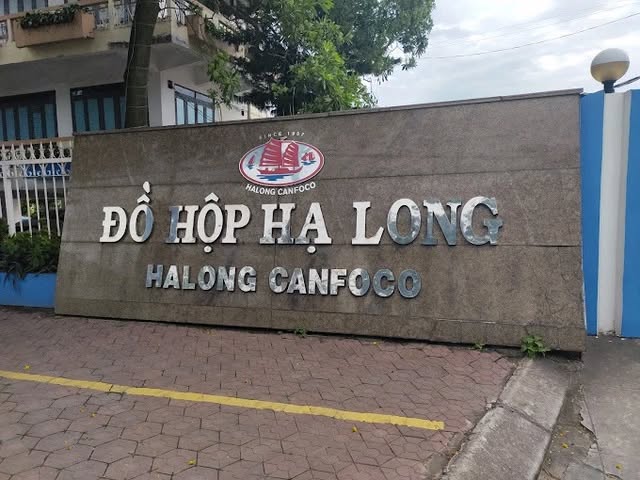 SINCE 1957
HALONG CANFOCO
ĐỒ HỘP HẠ LONG
HALONG CANFOCO